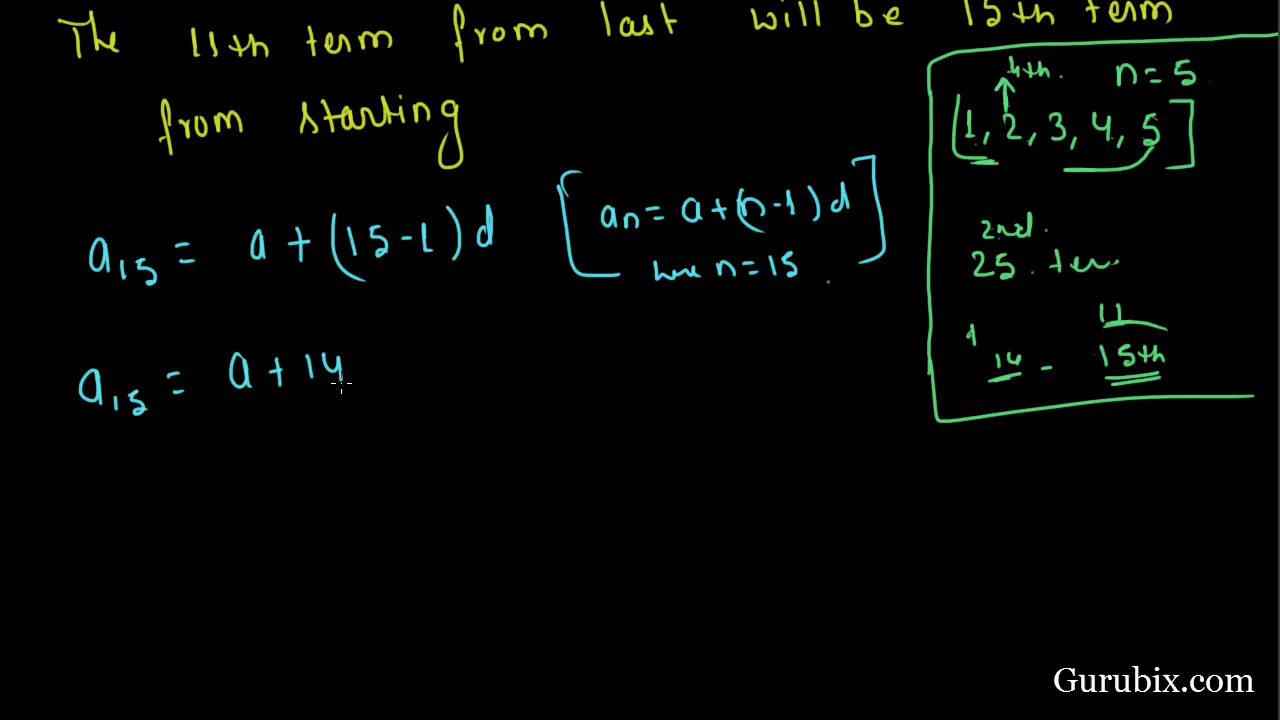 The 11th term from last will be 15th term
from starting
a15 = a + (15-1)d
[an = a+(n-1)d
n=15]
a15 = a + 14
4th. n=5
[1, 2, 3, 4, 5]
2nd.
25.
11
14 - 15th
Gurubix.com